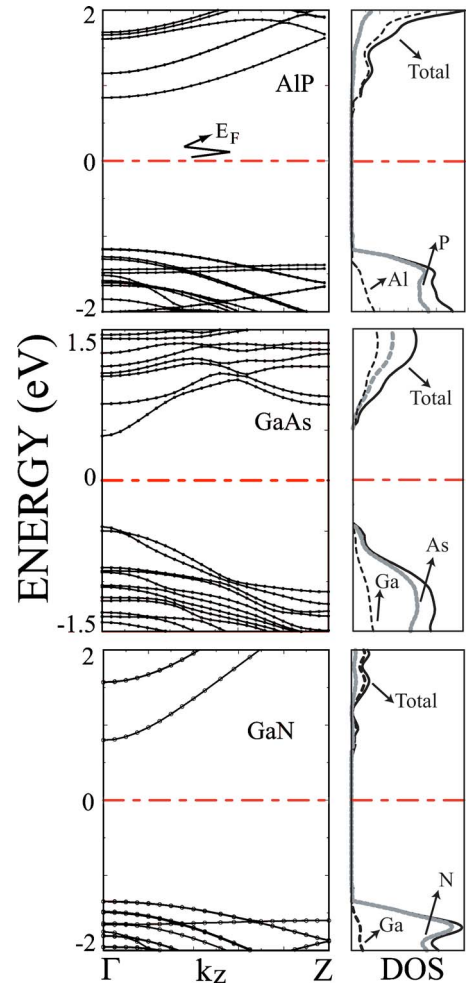 2
AlP
Total
E_F
0
P
Al
-2
1.5
GaAs
Total
ENERGY (eV)
0
As
Ga
-1.5
2
Total
GaN
0
N
Ga
-2
Γ kz Z DOS